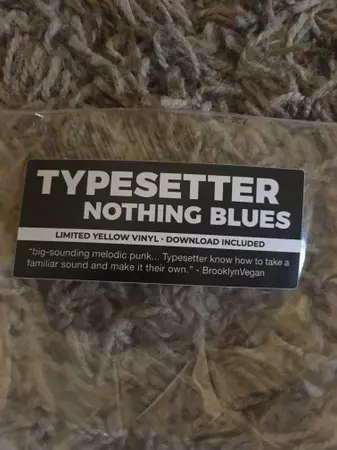 TYPESETTER
NOTHING BLUES
LIMITED YELLOW VINYL • DOWNLOAD INCLUDED
"big-sounding melodic punk... Typesetter know how to take a
familiar sound and make it their own." - BrooklynVegan